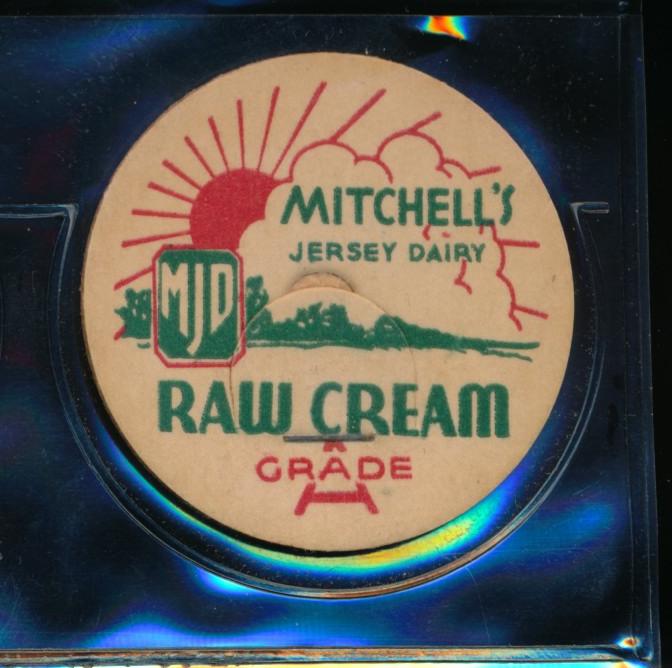 MITCHELL'S
JERSEY DAIRY
MJD
RAW CREAM
GRADE
A